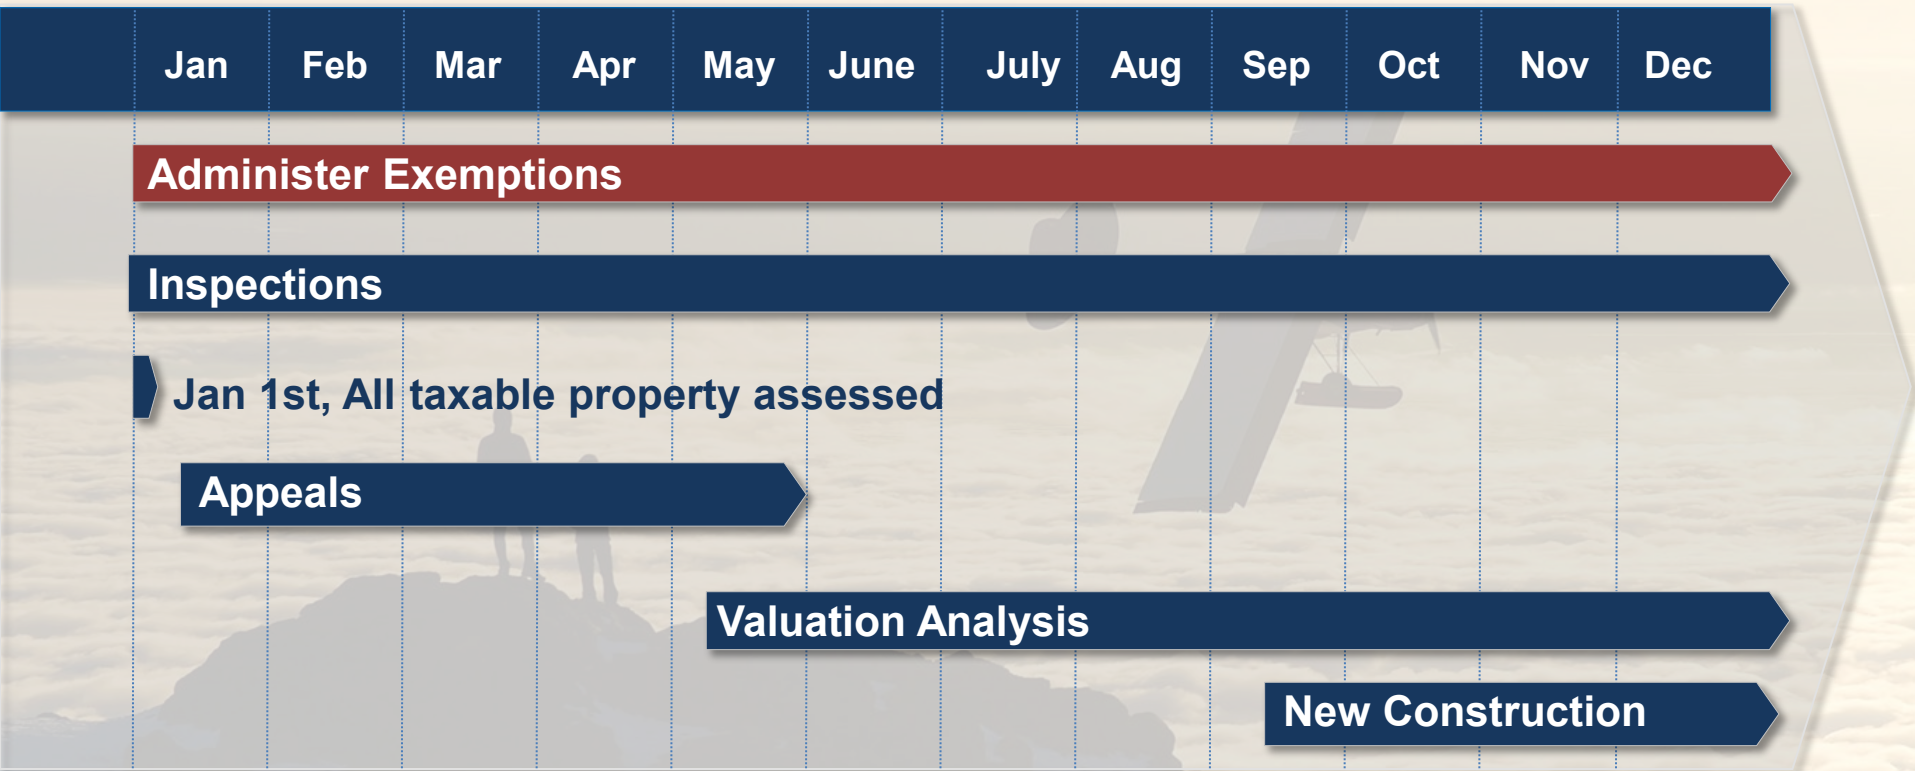 Jan Feb Mar Apr May June July Aug Sep Oct Nov Dec
Administer Exemptions
Inspections
Jan 1st, All taxable property assessed
Appeals
Valuation Analysis
New Construction